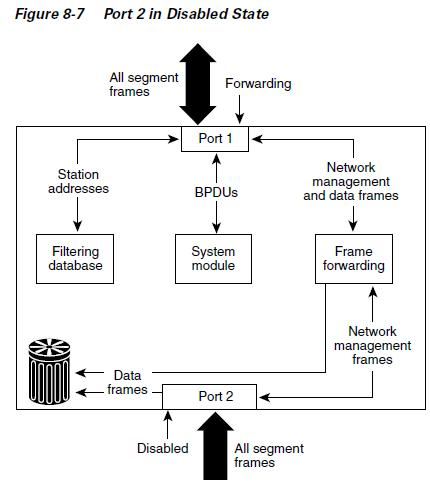 Figure 8-7 Port 2 in Disabled State
All segment
frames
Forwarding
Port 1
Station
addresses
BPDUs
Network
management
and data frames
Filtering
database
System
module
Frame
forwarding
Network
management
frames
Data
frames
Port 2
Disabled
All segment
frames